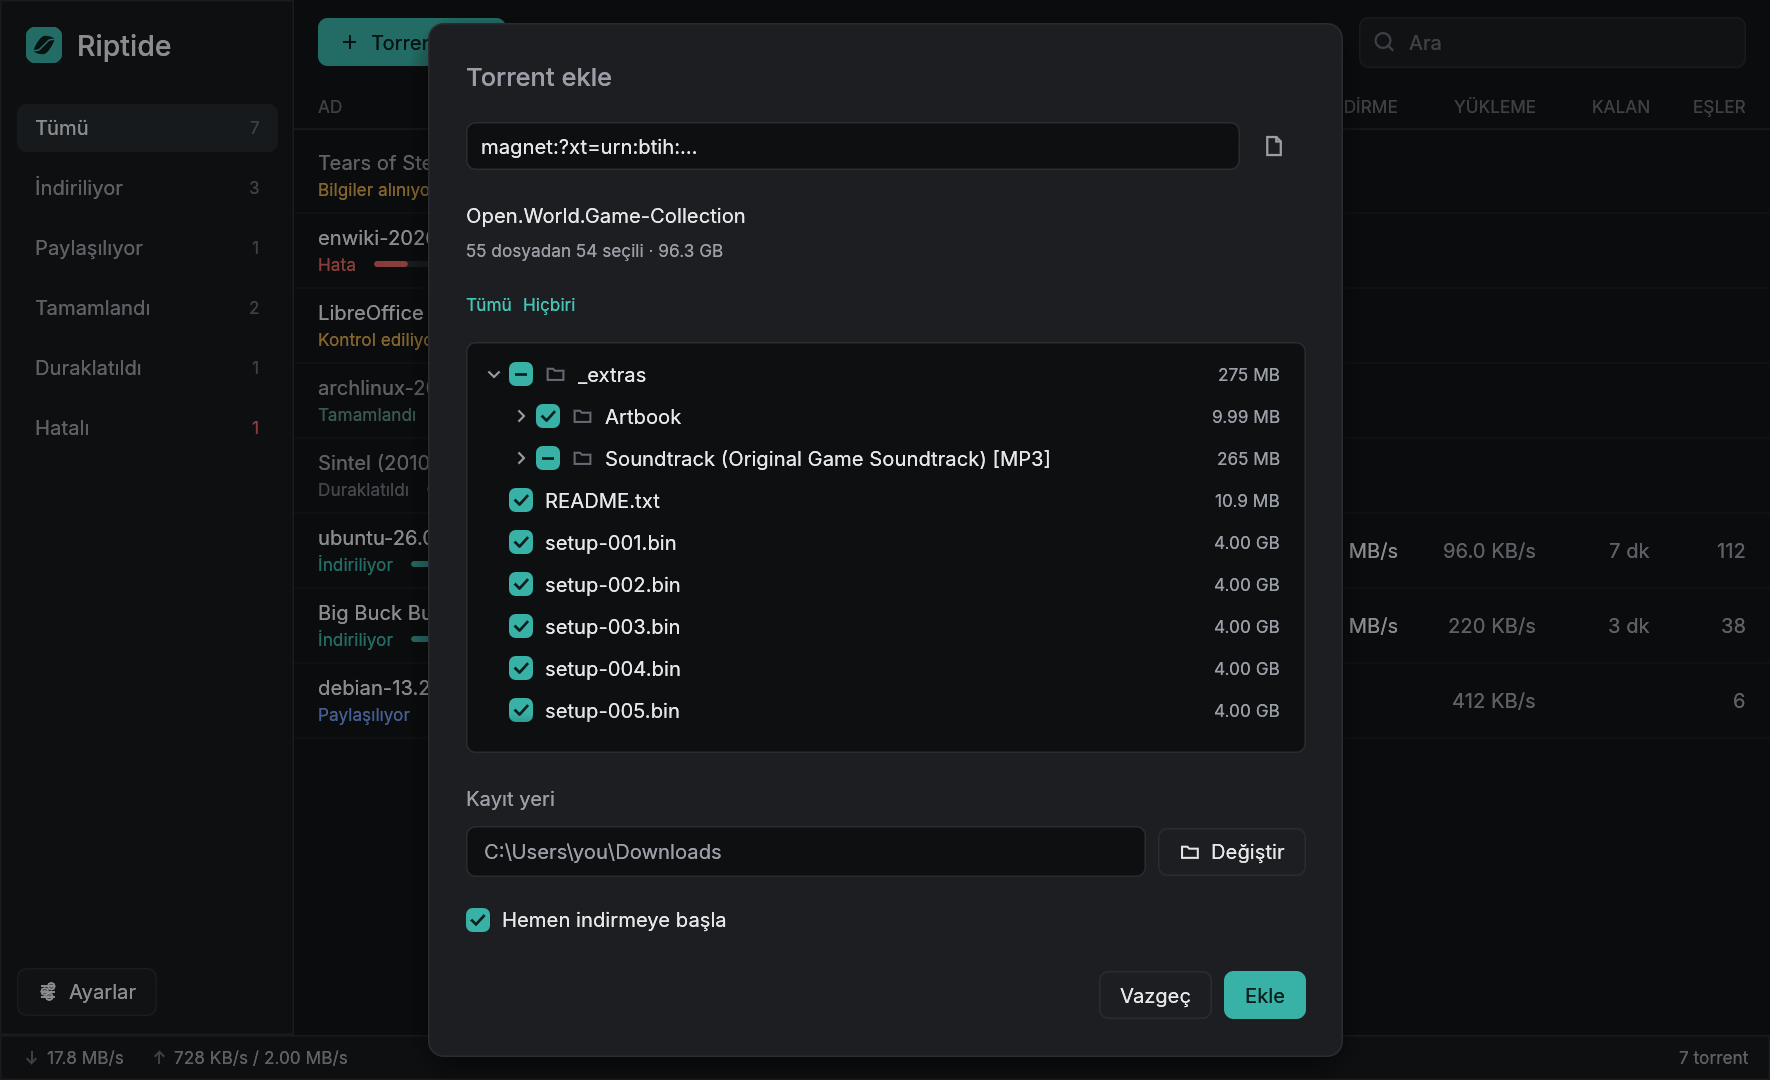 Riptide
+ Torren
Ara
Tümü 7
İndiriliyor 3
Paylaşılıyor 1
Tamamlandı 2
Duraklatıldı 1
Hatalı 1
Ayarlar
AD
DİRME YÜKLEME KALAN EŞLER
Tears of Ste
Bilgiler alınıyo
enwiki-202
Hata
LibreOffice
Kontrol ediliyo
archlinux-20
Tamamlandı
Sintel (2010
Duraklatıldı
ubuntu-26.0
İndiriliyor
MB/s 96.0 KB/s 7 dk 112
Big Buck Bu
İndiriliyor
MB/s 220 KB/s 3 dk 38
debian-13.2
Paylaşılıyor
412 KB/s 6
Torrent ekle
magnet:?xt=urn:btih:...
Open.World.Game-Collection
55 dosyadan 54 seçili · 96.3 GB
Tümü Hiçbiri
_extras 275 MB
Artbook 9.99 MB
Soundtrack (Original Game Soundtrack) [MP3] 265 MB
README.txt 10.9 MB
setup-001.bin 4.00 GB
setup-002.bin 4.00 GB
setup-003.bin 4.00 GB
setup-004.bin 4.00 GB
setup-005.bin 4.00 GB
Kayıt yeri
C:\Users\you\Downloads
Değiştir
Hemen indirmeye başla
Vazgeç
Ekle
17.8 MB/s 728 KB/s / 2.00 MB/s
7 torrent